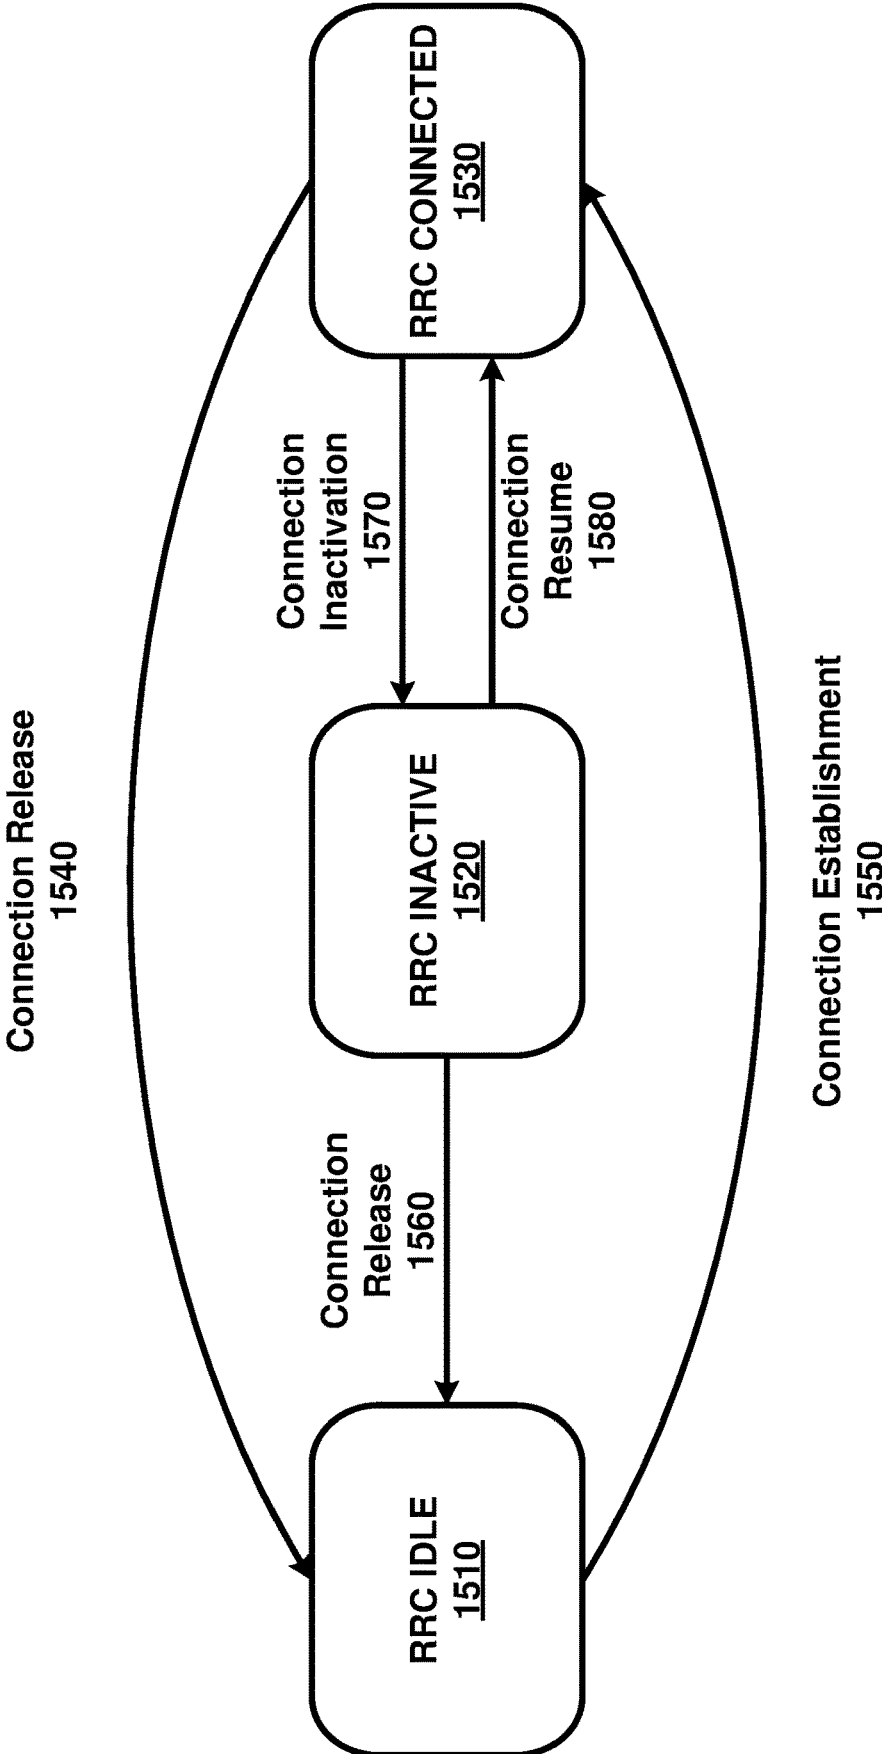 Connection Release
1540
RRC IDLE
1510
Connection
Release
1560
RRC INACTIVE
1520
Connection
Inactivation
1570
Connection
Resume
1580
RRC CONNECTED
1530
Connection Establishment
1550